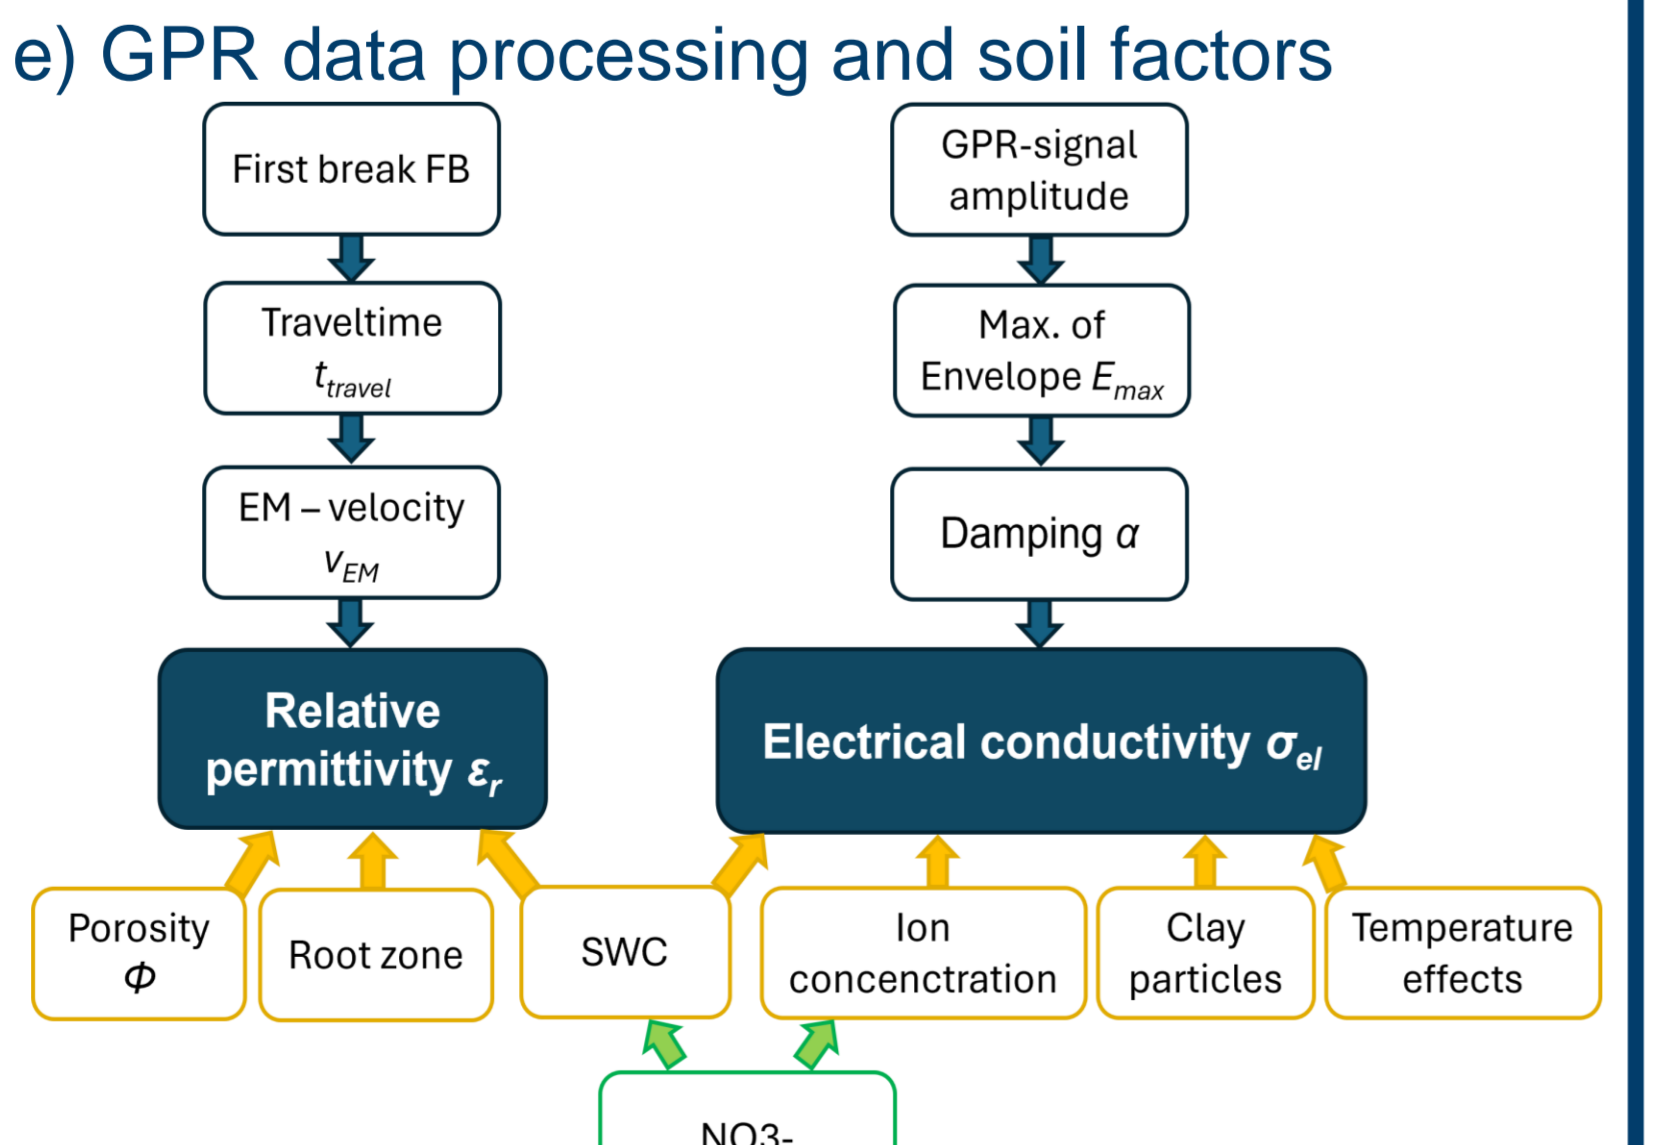 e) GPR data processing and soil factors
First break FB
GPR-signal
amplitude
Traveltime
t_travel
Max. of
Envelope E_max
EM – velocity
v_EM
Damping α
Relative
permittivity ε_r
Electrical conductivity σ_el
Porosity
Φ
Root zone
SWC
Ion
concenctration
Clay
particles
Temperature
effects
NO3-